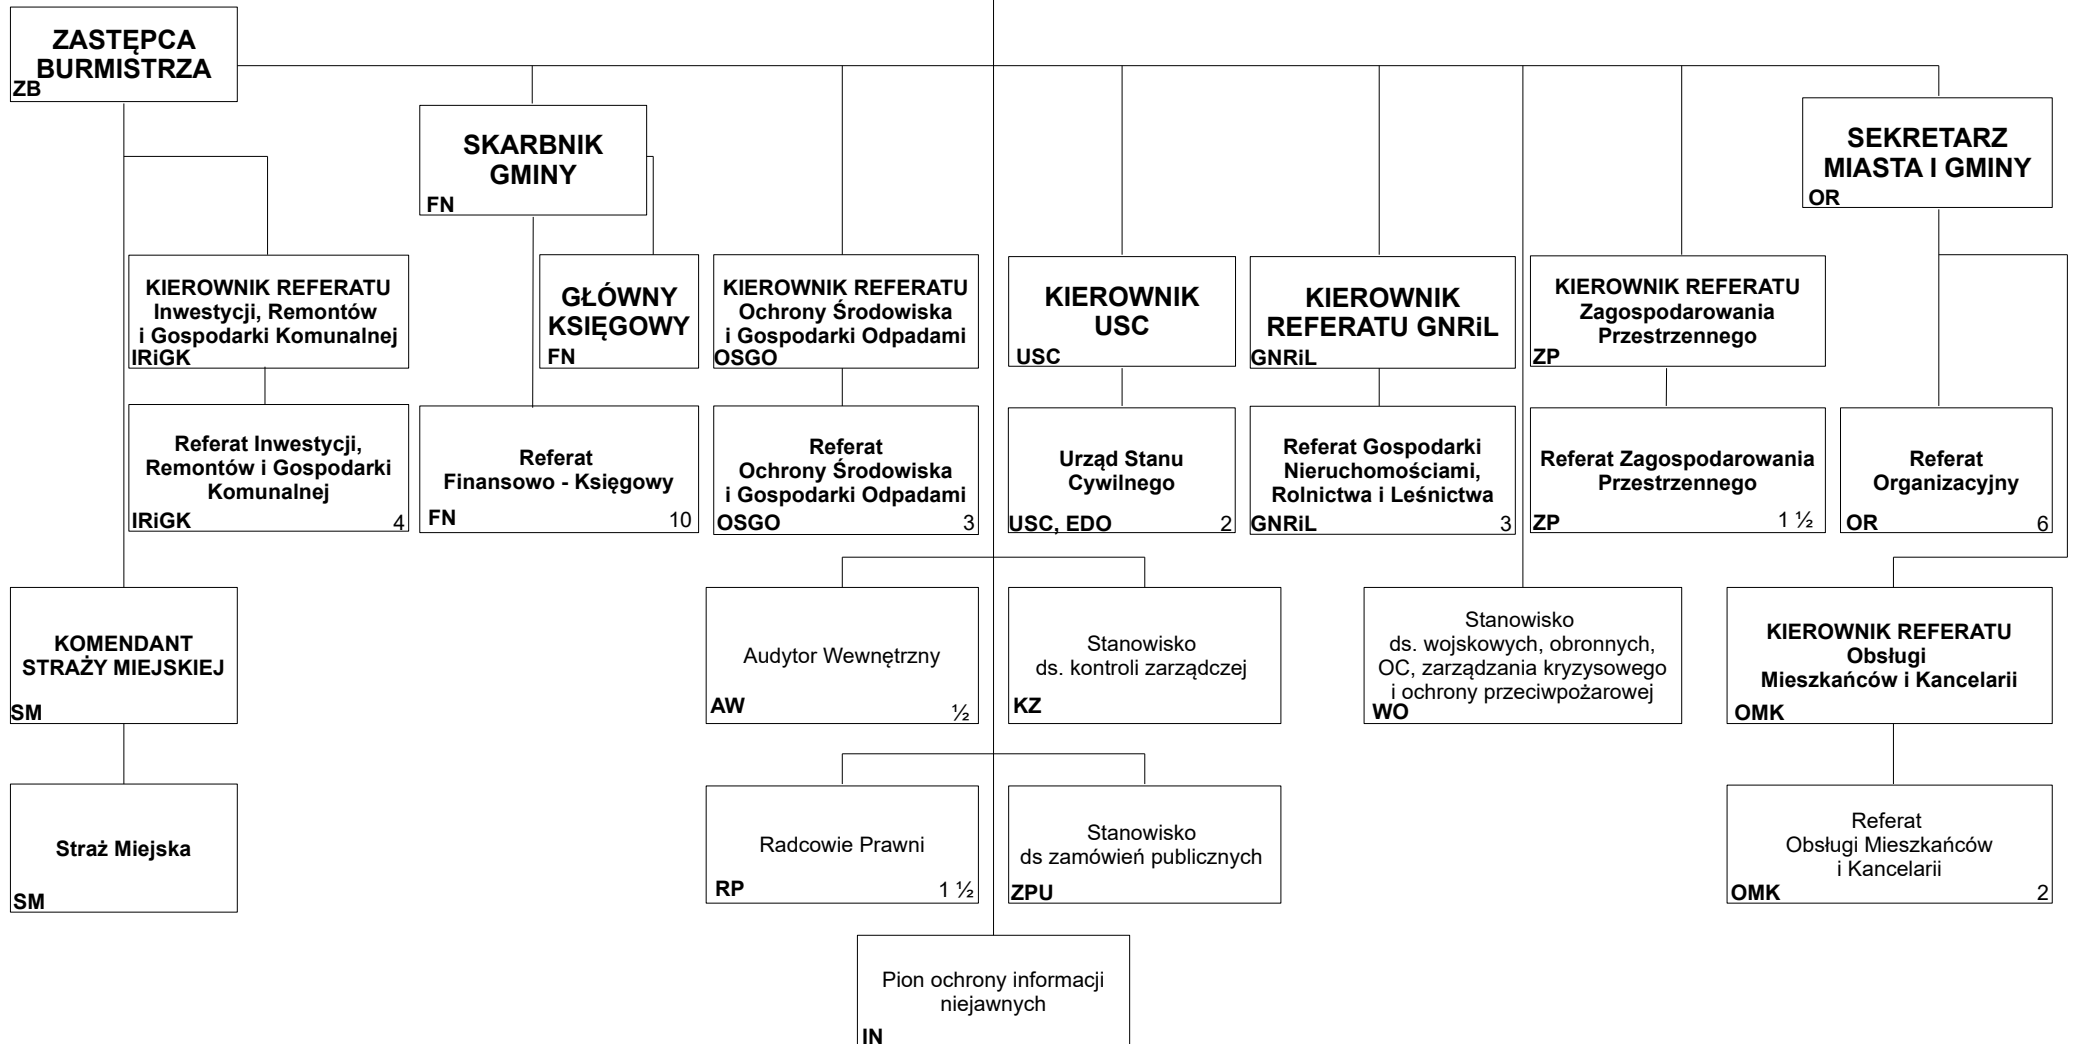 ZASTĘPCA
BURMISTRZA
ZB
SKARBNIK
GMINY
FN
SEKRETARZ
MIASTA I GMINY
OR
KIEROWNIK REFERATU
Inwestycji, Remontów
i Gospodarki Komunalnej
IRiGK
GŁÓWNY
KSIĘGOWY
FN
KIEROWNIK REFERATU
Ochrony Środowiska
i Gospodarki Odpadami
OSGO
KIEROWNIK
USC
USC
KIEROWNIK
REFERATU GNRiL
GNRiL
KIEROWNIK REFERATU
Zagospodarowania
Przestrzennego
ZP
Referat Inwestycji,
Remontów i Gospodarki
Komunalnej
IRiGK 4
Referat
Finansowo - Księgowy
FN 10
Referat
Ochrony Środowiska
i Gospodarki Odpadami
OSGO 3
Urząd Stanu
Cywilnego
USC, EDO 2
Referat Gospodarki
Nieruchomościami,
Rolnictwa i Leśnictwa
GNRiL 3
Referat Zagospodarowania
Przestrzennego
ZP 1 ½
Referat
Organizacyjny
OR 6
KOMENDANT
STRAŻY MIEJSKIEJ
SM
Audytor Wewnętrzny
AW ½
Stanowisko
ds. kontroli zarządczej
KZ
Stanowisko
ds. wojskowych, obronnych,
OC, zarządzania kryzysowego
i ochrony przeciwpożarowej
WO
KIEROWNIK REFERATU
Obsługi
Mieszkańców i Kancelarii
OMK
Straż Miejska
SM
Radcowie Prawni
RP 1 ½
Stanowisko
ds zamówień publicznych
ZPU
Referat
Obsługi Mieszkańców
i Kancelarii
OMK 2
Pion ochrony informacji
niejawnych
IN